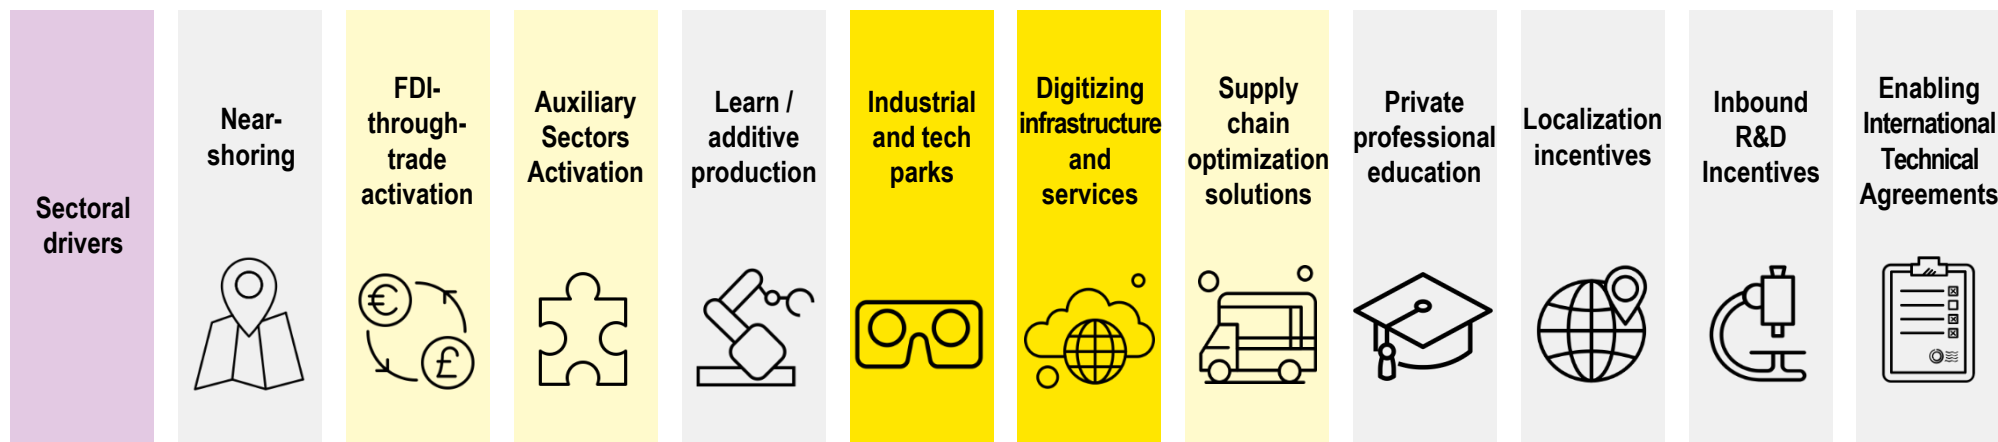 Sectoral
drivers
Near-
shoring
FDI-
through-
trade
activation
Auxiliary
Sectors
Activation
Learn /
additive
production
Industrial
and tech
parks
Digitizing
infrastructure
and
services
Supply
chain
optimization
solutions
Private
professional
education
Localization
incentives
Inbound
R&D
Incentives
Enabling
International
Technical
Agreements
€
£